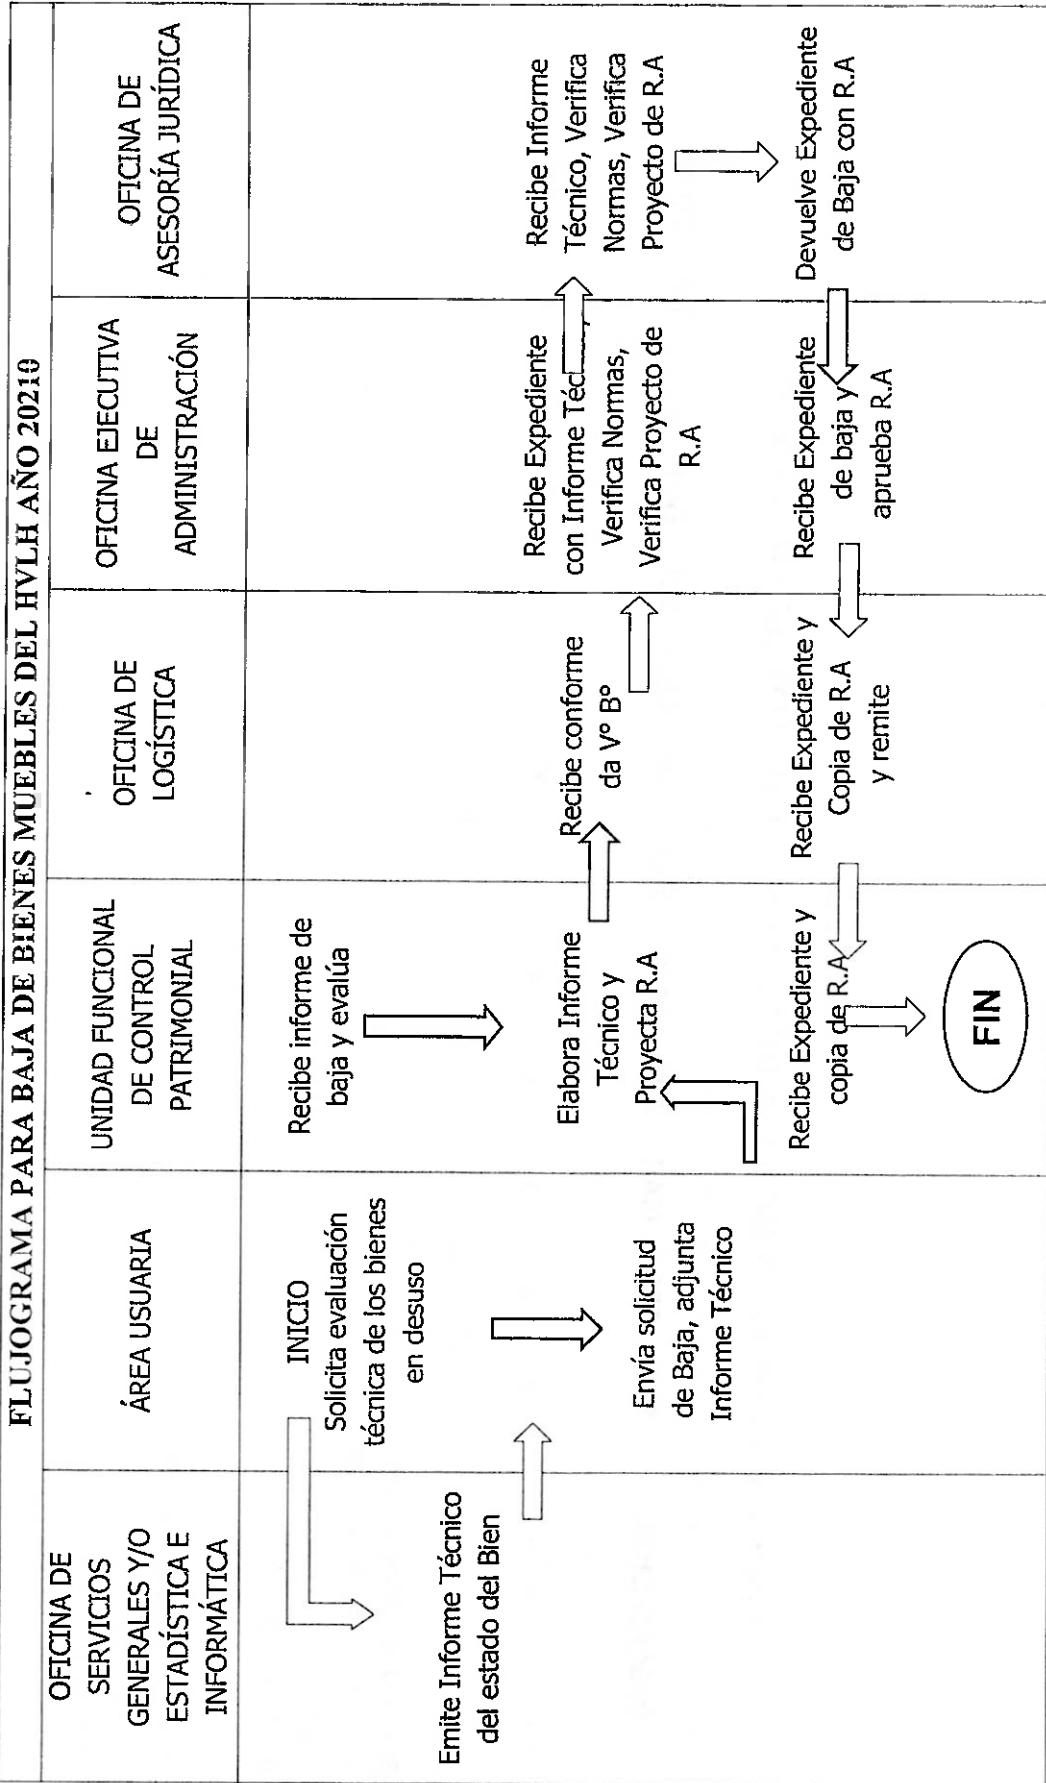 FLUJOGRAMA PARA BAJA DE BIENES MUEBLES DEL HVLH AÑO 20210
OFICINA DE
SERVICIOS
GENERALES Y/O
ESTADÍSTICA E
INFORMÁTICA
ÁREA USUARIA
UNIDAD FUNCIONAL
DE CONTROL
PATRIMONIAL
OFICINA DE
LOGÍSTICA
OFICINA EJECUTIVA
DE
ADMINISTRACIÓN
OFICINA DE
ASESORÍA JURÍDICA
INICIO
Solicita evaluación
técnica de los bienes
en desuso
Emite Informe Técnico
del estado del Bien
Envía solicitud
de Baja, adjunta
Informe Técnico
Recibe informe de
baja y evalúa
Elabora Informe
Técnico y
Proyecta R.A
Recibe conforme
da V° B°
Recibe Expediente
con Informe Téc
Verifica Normas,
Verifica Proyecto de
R.A
Recibe Informe
Técnico, Verifica
Normas, Verifica
Proyecto de R.A
Devuelve Expediente
de Baja con R.A
Recibe Expediente
de baja y
aprueba R.A
Recibe Expediente y
Copia de R.A
y remite
Recibe Expediente y
copia de R.A
FIN